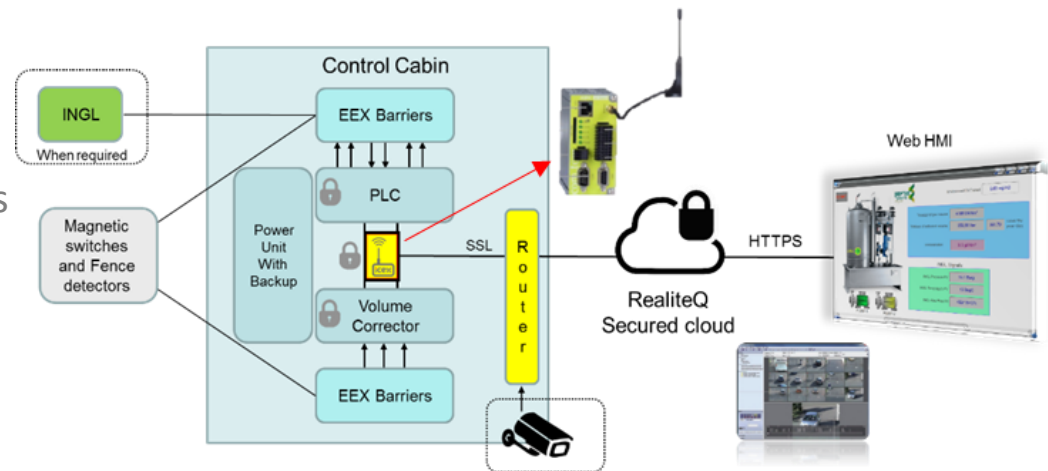 Control Cabin
INGL
When required
EEX Barriers
PLC
S
Magnetic
switches
and Fence
detectors
Power
Unit
With
Backup
Volume
Corrector
EEX Barriers
SSL
R
o
u
t
e
r
RealiteQ
Secured cloud
HTTPS
Web HMI